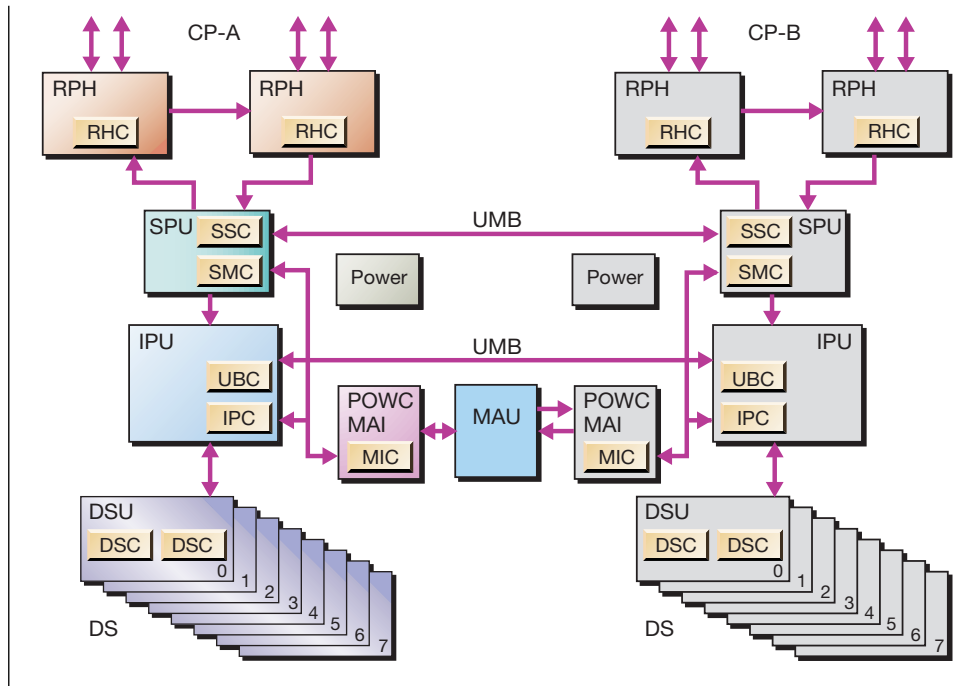 CP-A
CP-B
RPH
RHC
RPH
RHC
RPH
RHC
RPH
RHC
SPU
SSC
SMC
UMB
SSC
SPU
SMC
Power
Power
IPU
UBC
IPC
UMB
IPU
UBC
IPC
POWC
MAI
MIC
MAU
POWC
MAI
MIC
DSU
DSC
DSC
0
1
2
3
4
5
6
7
DS
DSU
DSC
DSC
0
1
2
3
4
5
6
7
DS